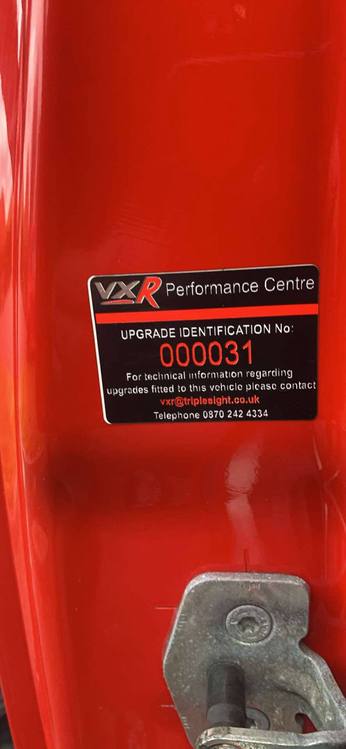 VXR Performance Centre
UPGRADE IDENTIFICATION No:
000031
For technical information regarding
upgrades fitted to this vehicle please contact
vxr@tripleeight.co.uk
Telephone 0870 242 4334